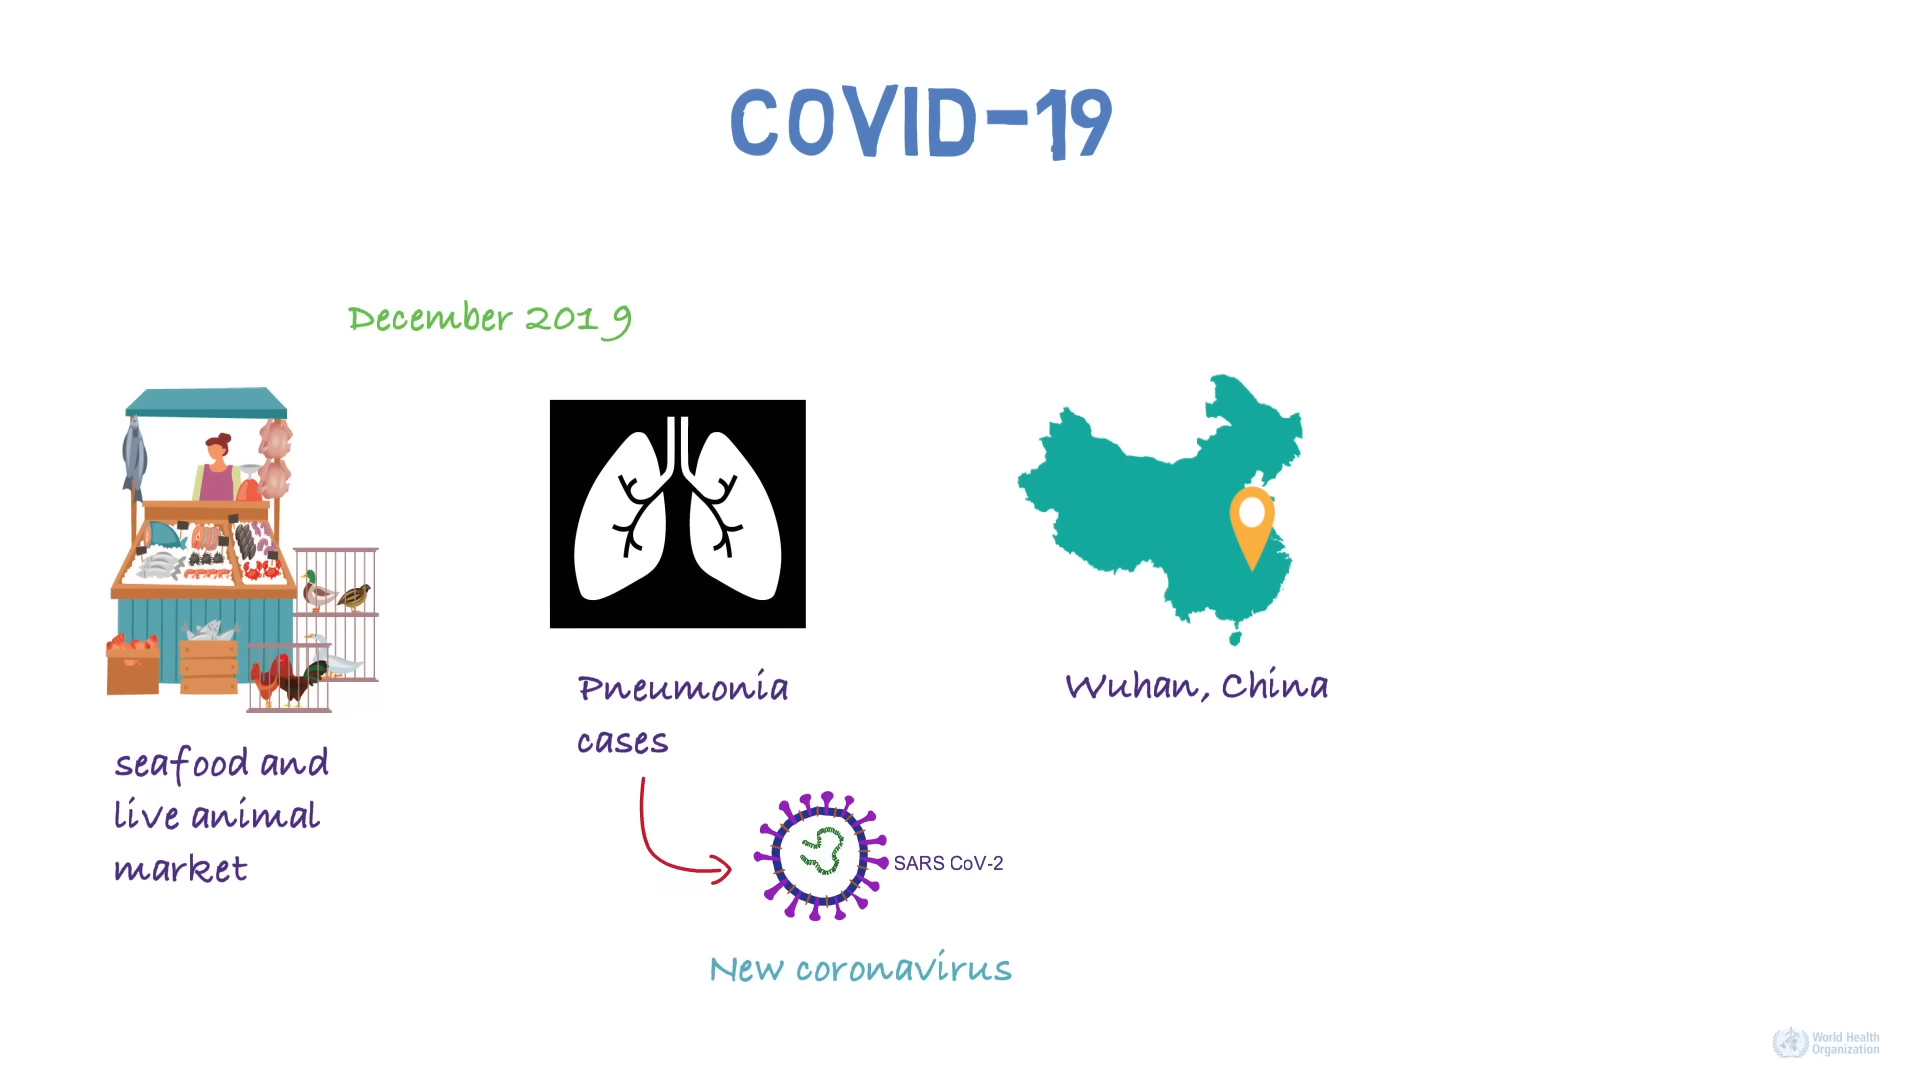 COVID-19
December 2019
seafood and
live animal
market
Pneumonia
cases
Wuhan, China
SARS CoV-2
New coronavirus
World Health
Organization